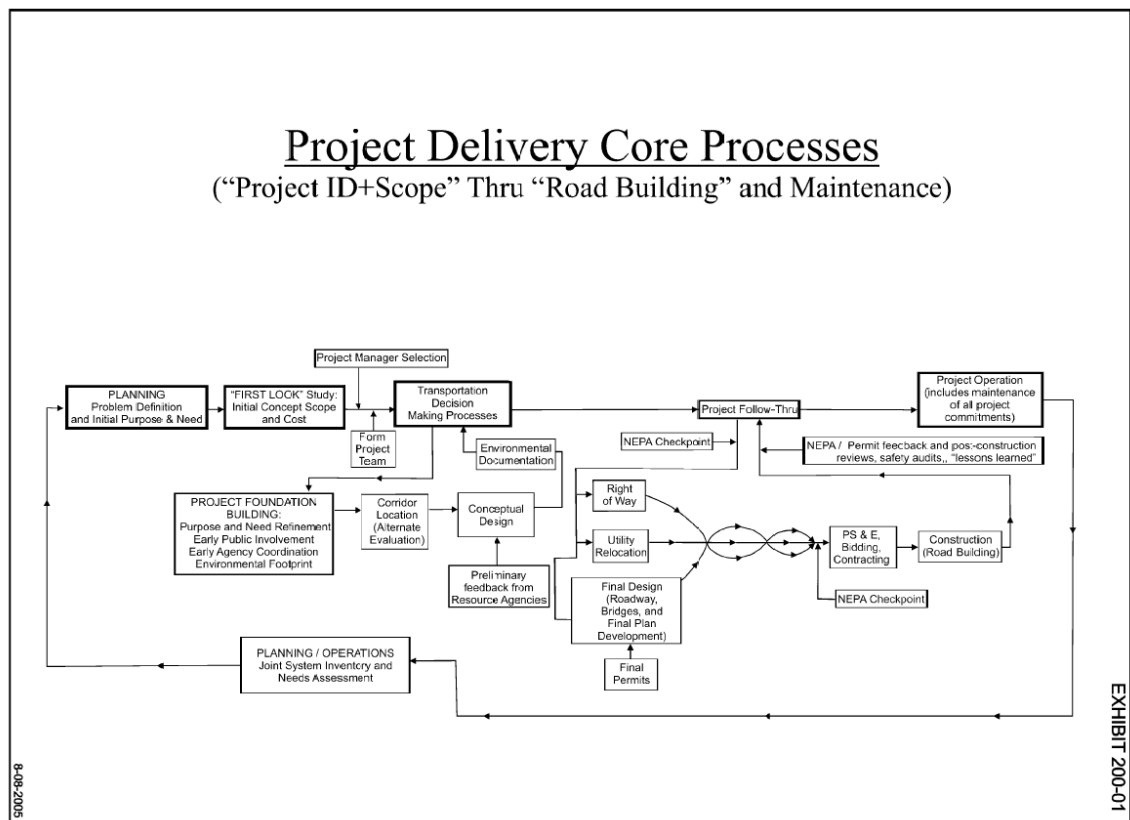 Project Delivery Core Processes
(“Project ID+Scope” Thru “Road Building” and Maintenance)
Project Manager Selection
PLANNING
Problem Definition
and Initial Purpose & Need
“FIRST LOOK” Study:
Initial Concept Scope
and Cost
Transportation
Decision
Making Processes
Project Follow-Thru
Project Operation
(includes maintenance
of all project
commitments)
Form
Project
Team
Environmental
Documentation
NEPA Checkpoint
NEPA / Permit feecback and pos:-construction
reviews, safety audits,, “lessons learned”
PROJECT FOUNDATION
BUILDING:
Purpose and Need Refinement
Early Public Involvement
Early Agency Coordination
Environmental Footprint
Corridor
Location
(Alternate
Evaluation)
Conceptual
Design
Right
of Way
Utility
Relocation
PS & E,
Bidding,
Contracting
Construction
(Road Building)
Preliminary
feedback from
Resource Agencies
Final Design
(Roadway,
Bridges, and
Final Plan
Development)
NEPA Checkpoint
Final
Permits
PLANNING / OPERATIONS
Joint System Inventory and
Needs Assessment
EXHIBIT 200-01
8-08-2005